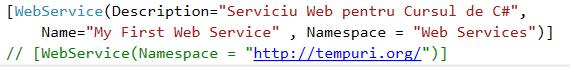 [WebService(Description="Serviciu Web pentru Cursul de C#",
Name="My First Web Service" , Namespace = "Web Services")]
// [WebService(Namespace = "http://tempuri.org/")]